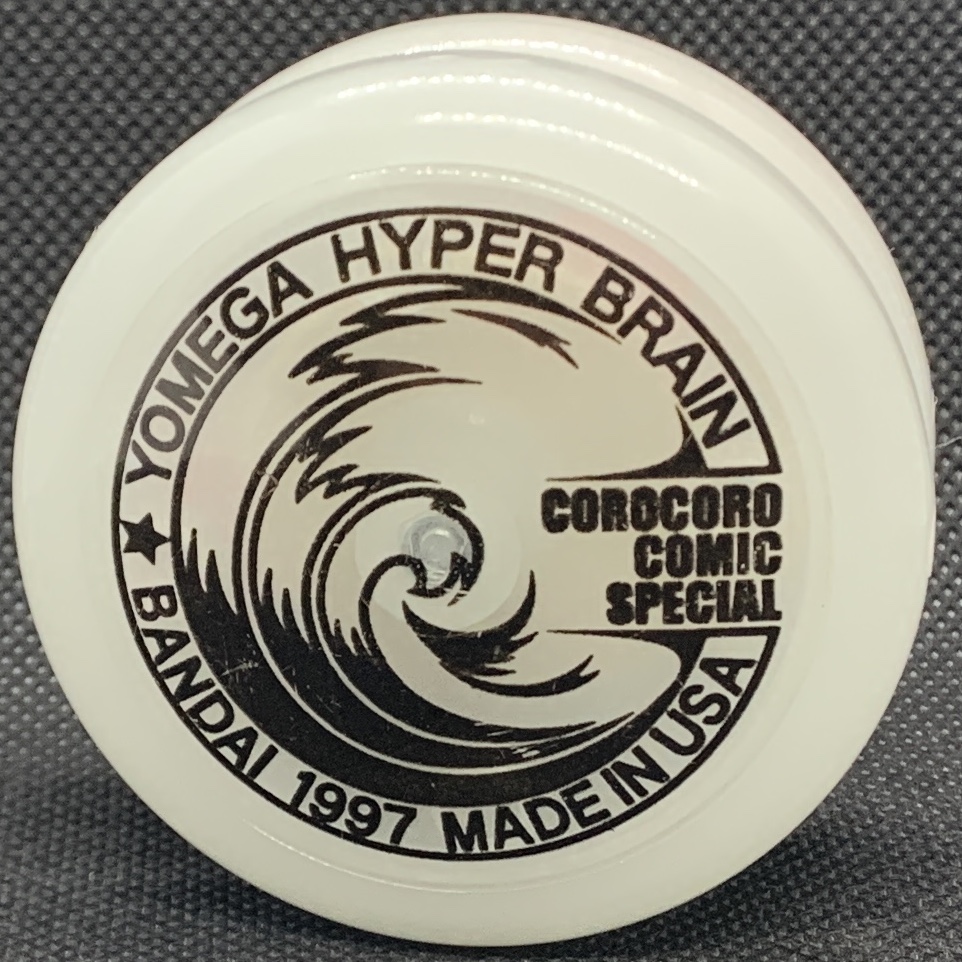 YOMEGA HYPER BRAIN
COROCORO
COMIC
SPECIAL
★ BANDAI 1997 MADE IN USA